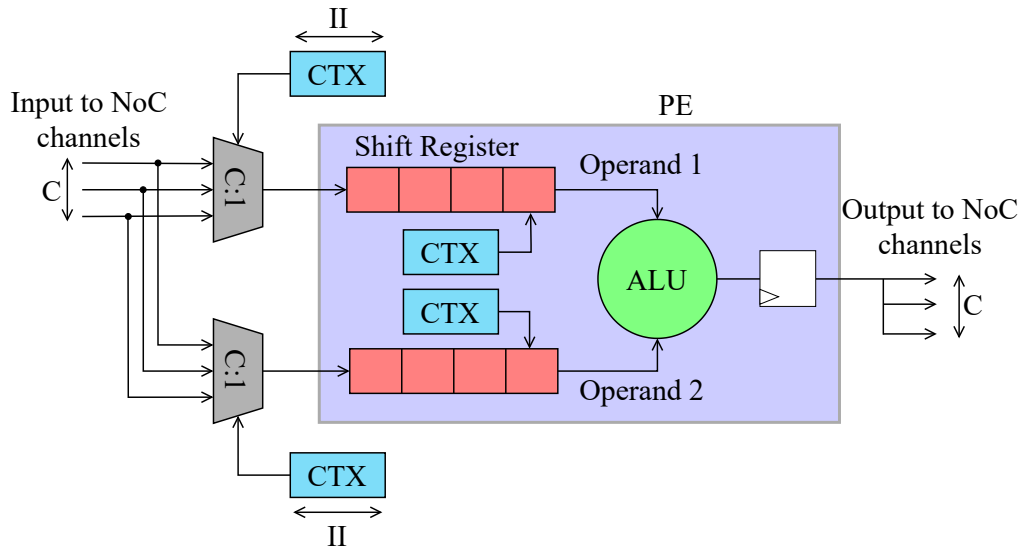 II
CTX
Input to NoC
channels
PE
C:1
Shift Register
Operand 1
C
CTX
ALU
Output to NoC
channels
CTX
C
C:1
Operand 2
CTX
II